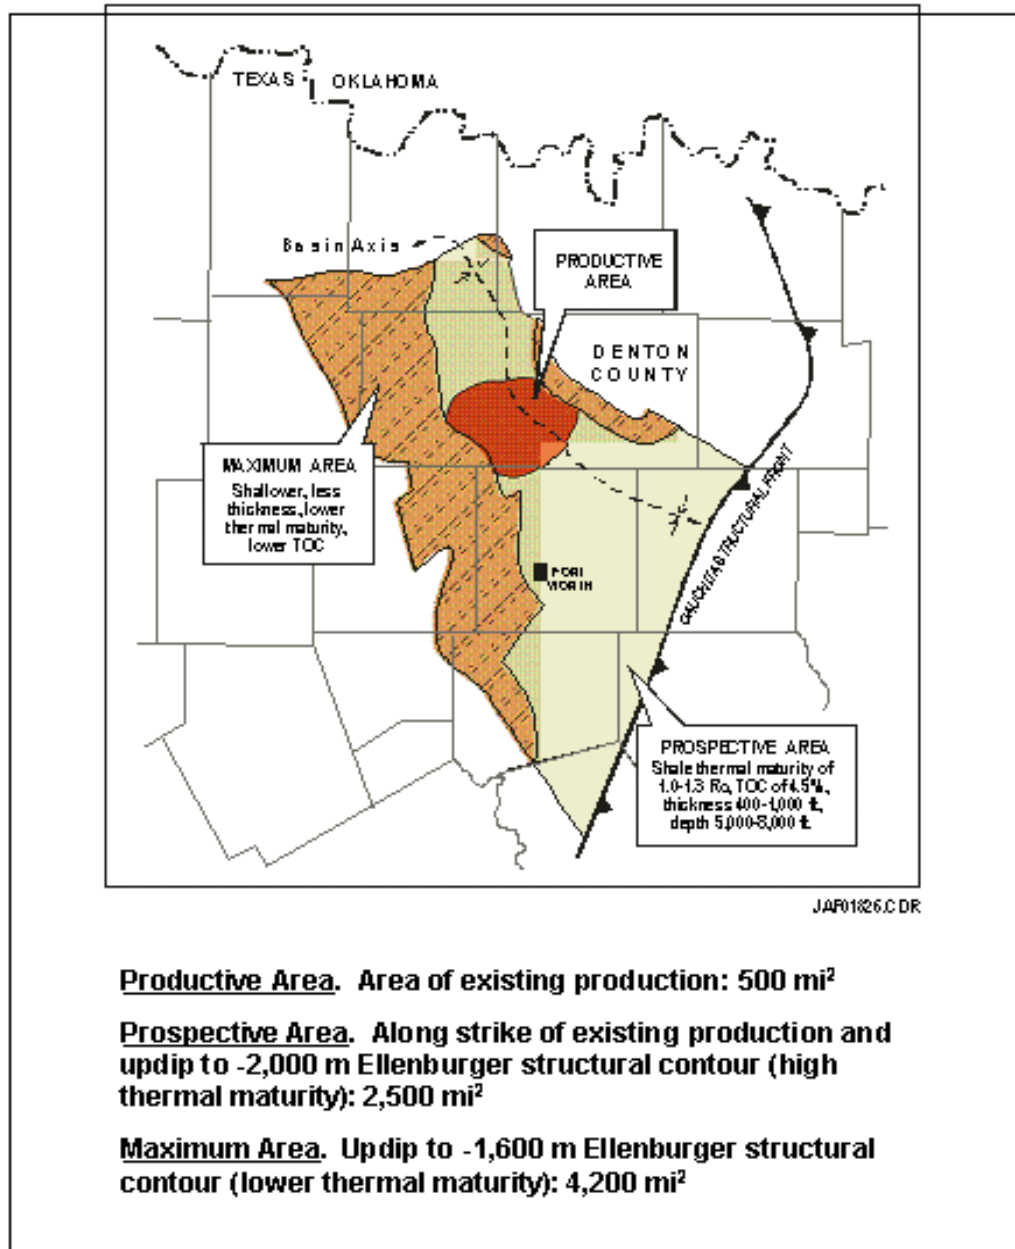 TEXAS OKLAHOMA
Basin Axis
PRODUCTIVE
AREA
DENTON
COUNTY
MAXIMUM AREA
Shallower, less
thickness, lower
thermal maturity,
lower TOC
FORT
WORTH
OAUCHITA STRUCTURAL FRONT
PROSPECTIVE AREA
Shale thermal maturity of
1.0-1.3 Ro, TOC of 4.5%,
thickness 400-1,000 ft,
depth 5,000-8,000 ft.
JAF01826.CDR
Productive Area. Area of existing production: 500 mi²
Prospective Area. Along strike of existing production and
updip to -2,000 m Ellenburger structural contour (high
thermal maturity): 2,500 mi²
Maximum Area. Updip to -1,600 m Ellenburger structural
contour (lower thermal maturity): 4,200 mi²